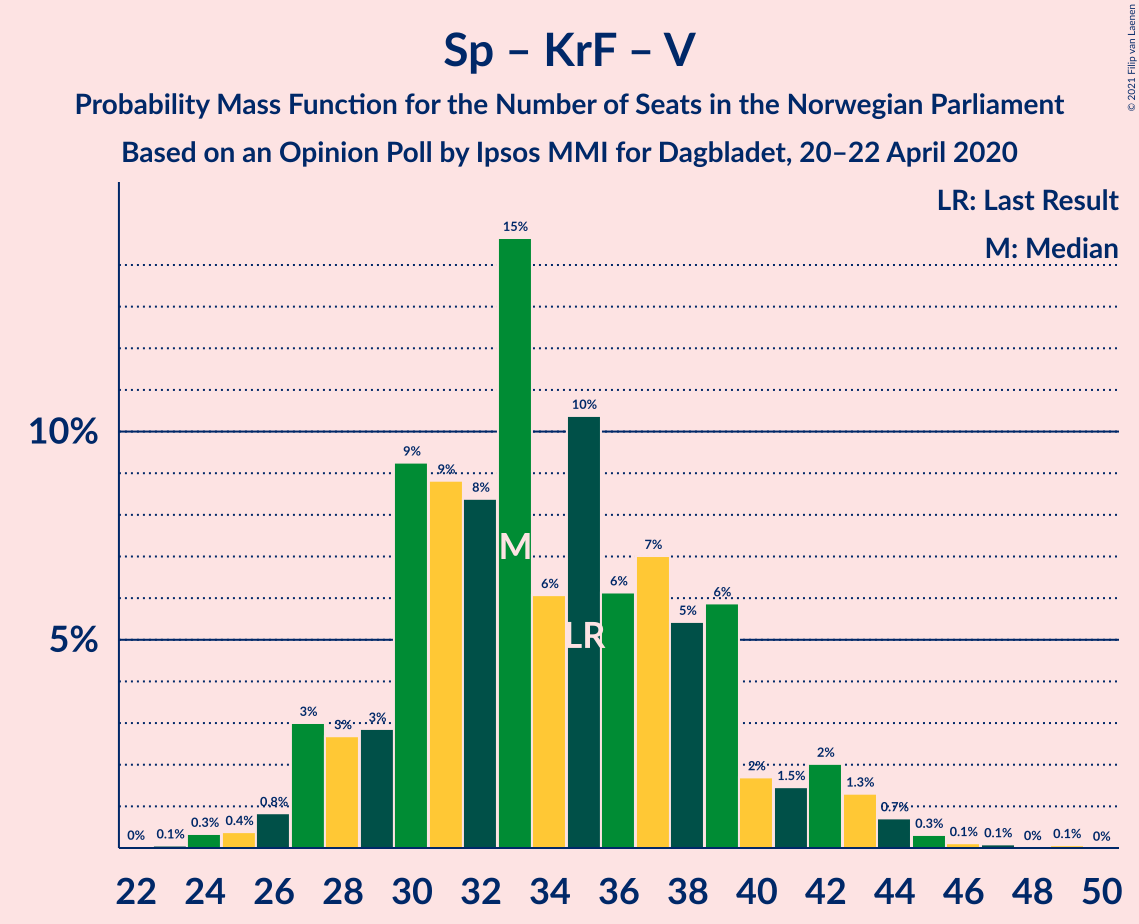 © 2021 Filip van Laenen
Sp – KrF – V
Probability Mass Function for the Number of Seats in the Norwegian Parliament
Based on an Opinion Poll by Ipsos MMI for Dagbladet, 20–22 April 2020
LR: Last Result
M: Median
15%
10%
10%
9%
9%
8%
M
7%
6%
6%
6%
5%
LR
5%
3%
3%
3%
2%
2%
1.5%
1.3%
0.8%
0.7%
0% 0.1% 0.3% 0.4%
0.3% 0.1% 0.1% 0% 0.1% 0%
22 24 26 28 30 32 34 36 38 40 42 44 46 48 50